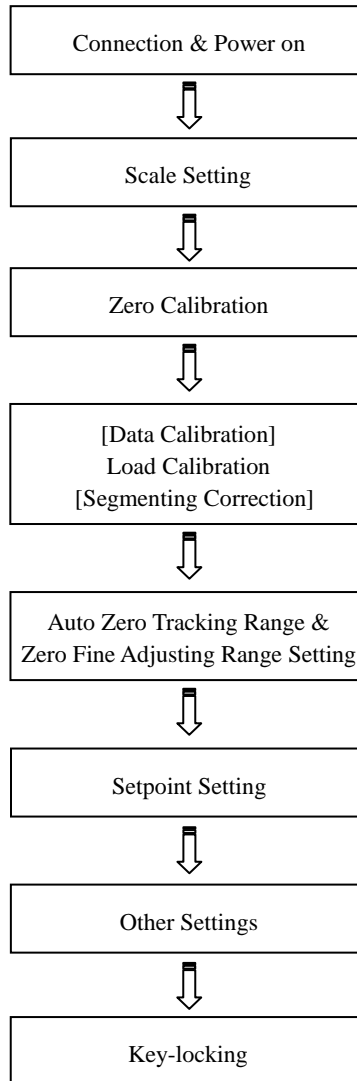 Connection & Power on
Scale Setting
Zero Calibration
[Data Calibration]
Load Calibration
[Segmenting Correction]
Auto Zero Tracking Range &
Zero Fine Adjusting Range Setting
Setpoint Setting
Other Settings
Key-locking